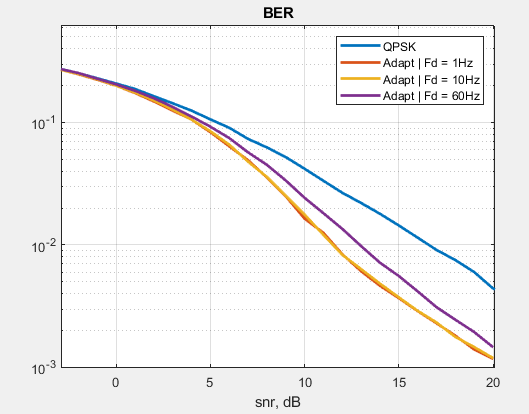 BER
QPSK
Adapt | Fd = 1Hz
Adapt | Fd = 10Hz
Adapt | Fd = 60Hz
10-1
10-2
10-3
0 5 10 15 20
snr, dB